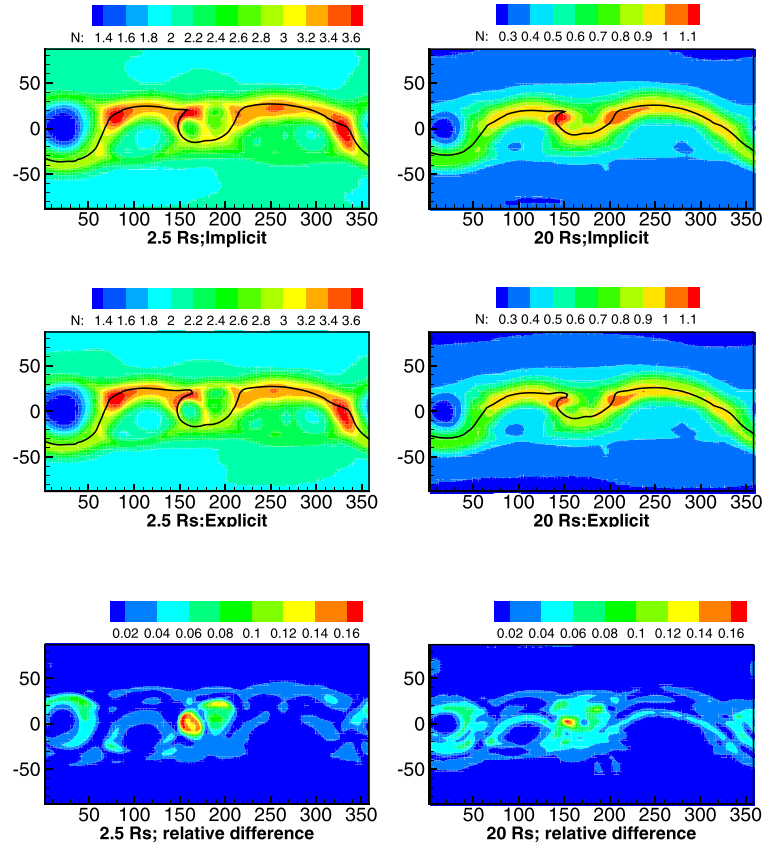 N: 1.4 1.6 1.8 2 2.2 2.4 2.6 2.8 3 3.2 3.4 3.6
50
0
-50
50 100 150 200 250 300 350
2.5 Rs;Implicit
N: 0.3 0.4 0.5 0.6 0.7 0.8 0.9 1 1.1
50
0
-50
50 100 150 200 250 300 350
20 Rs;Implicit
N: 1.4 1.6 1.8 2 2.2 2.4 2.6 2.8 3 3.2 3.4 3.6
50
0
-50
50 100 150 200 250 300 350
2.5 Rs;Explicit
N: 0.3 0.4 0.5 0.6 0.7 0.8 0.9 1 1.1
50
0
-50
50 100 150 200 250 300 350
20 Rs;Explicit
0.02 0.04 0.06 0.08 0.1 0.12 0.14 0.16
50
0
-50
50 100 150 200 250 300 350
2.5 Rs; relative difference
0.02 0.04 0.06 0.08 0.1 0.12 0.14 0.16
50
0
-50
50 100 150 200 250 300 350
20 Rs; relative difference